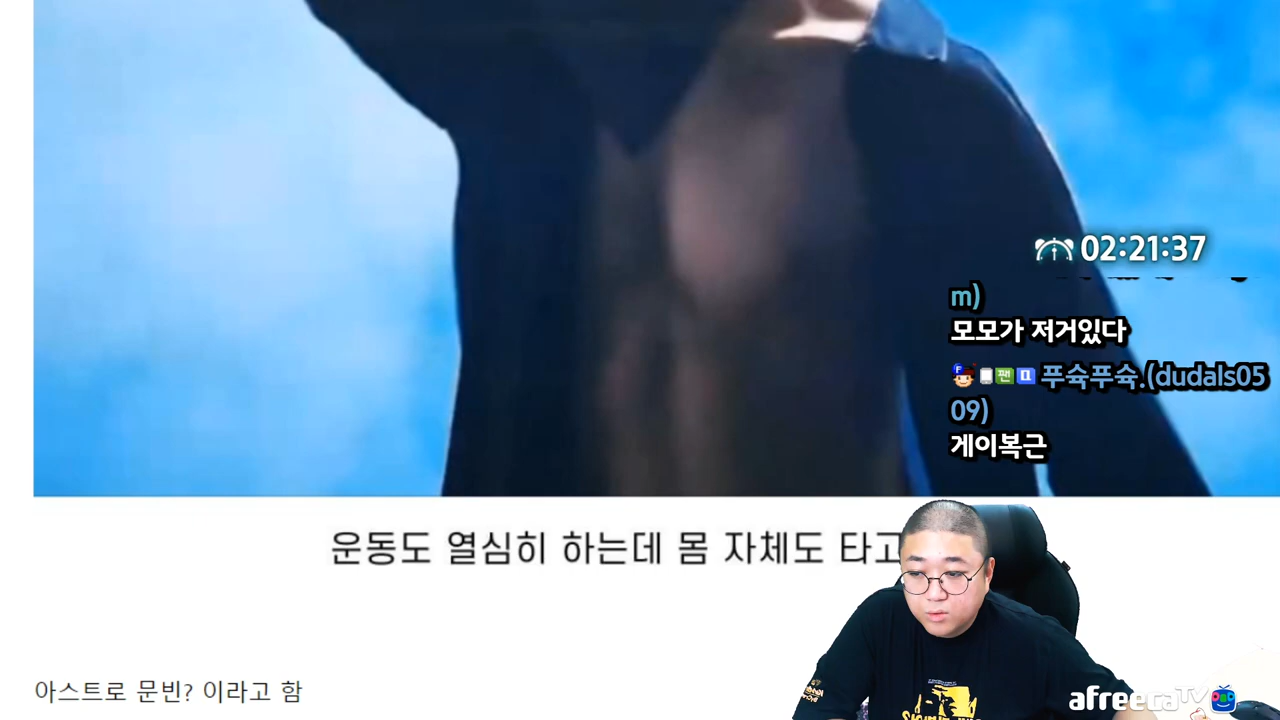 02:21:37
m)
모모가 저거있다
팬 푸슉푸슉.(dudals05
09)
게이복근
운동도 열심히 하는데 몸 자체도 타고
아스트로 문빈? 이라고 함
afreecaTV